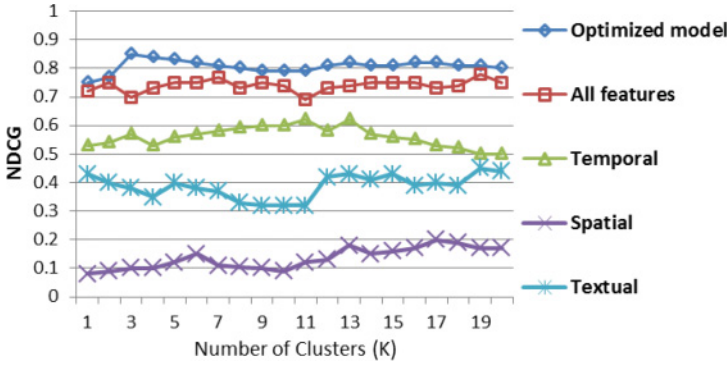 1
0.9
0.8
0.7
0.6
0.5
0.4
0.3
0.2
0.1
0
NDCG
1 3 5 7 9 11 13 15 17 19
Number of Clusters (K)
Optimized model
All features
Temporal
Spatial
Textual